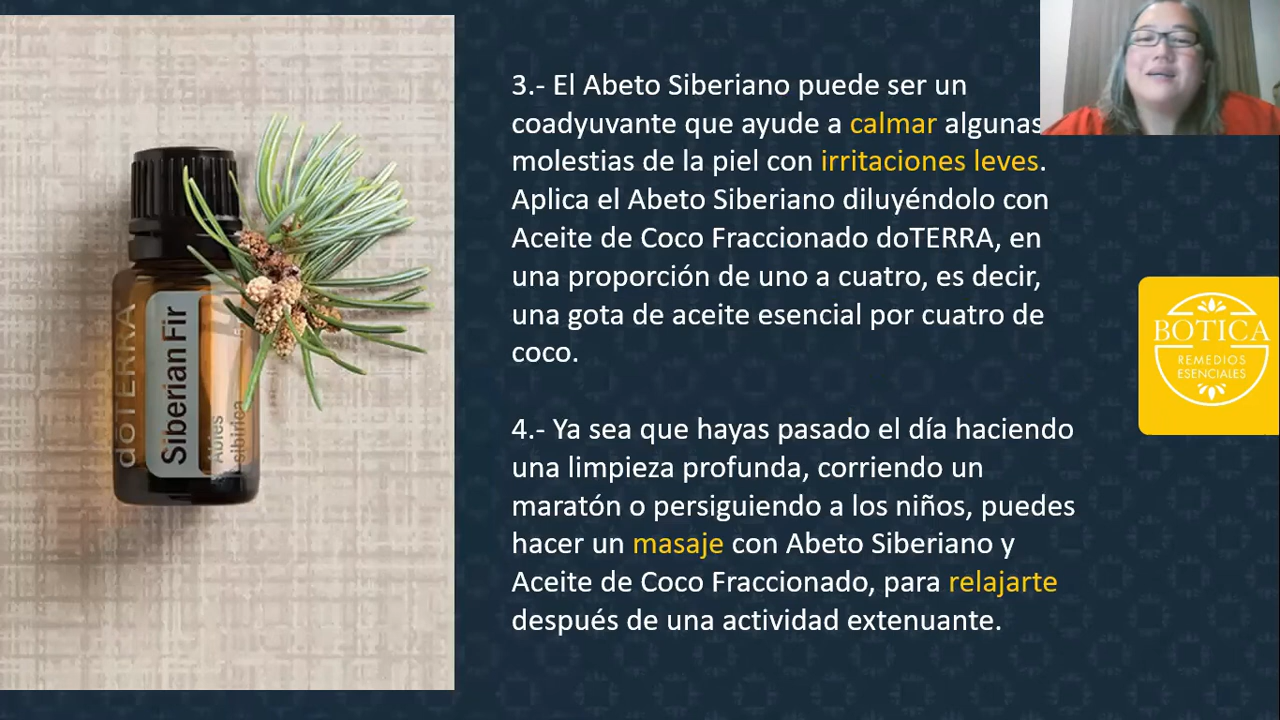 3.- El Abeto Siberiano puede ser un
coadyuvante que ayude a calmar algunas
molestias de la piel con irritaciones leves.
Aplica el Abeto Siberiano diluyéndolo con
Aceite de Coco Fraccionado doTERRA, en
una proporción de uno a cuatro, es decir,
una gota de aceite esencial por cuatro de
coco.
4.- Ya sea que hayas pasado el día haciendo
una limpieza profunda, corriendo un
maratón o persiguiendo a los niños, puedes
hacer un masaje con Abeto Siberiano y
Aceite de Coco Fraccionado, para relajarte
después de una actividad extenuante.
dōTERRA
Siberian Fir
Abies
sibirica
BOTICA
REMEDIOS
ESENCIALES